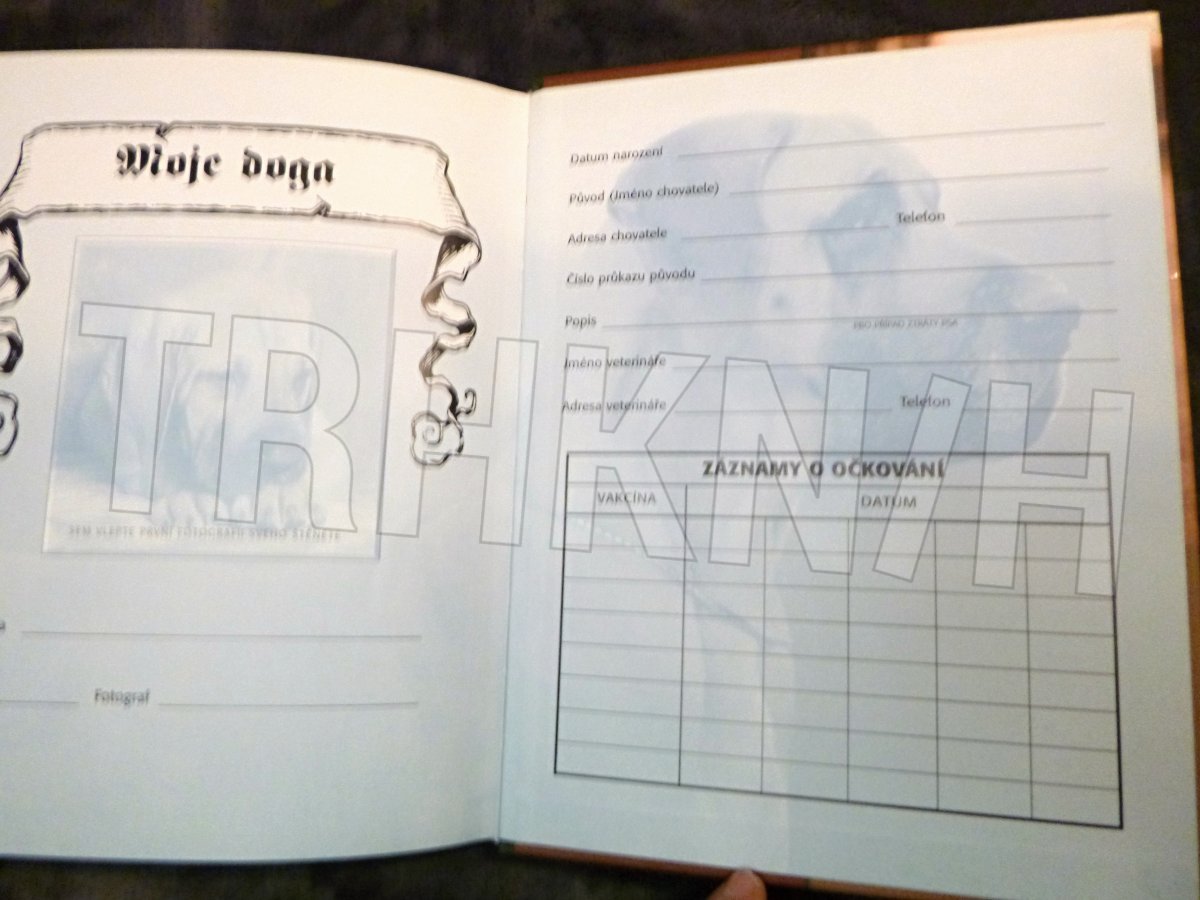 Moje doga
SEM VLEPTE PRVNÍ FOTOGRAFII SVÉHO ŠTĚNĚTE
Fotograf
Datum narození
Původ (Jméno chovatele)
Adresa chovatele Telefon
Číslo průkazu původu
Popis
PRO PŘÍPAD ZTRÁTY PSA
Jméno veterináře
Adresa veterináře Telefon
ZÁZNAMY O OČKOVÁNÍ
VAKCÍNA DATUM
TRHKNIH